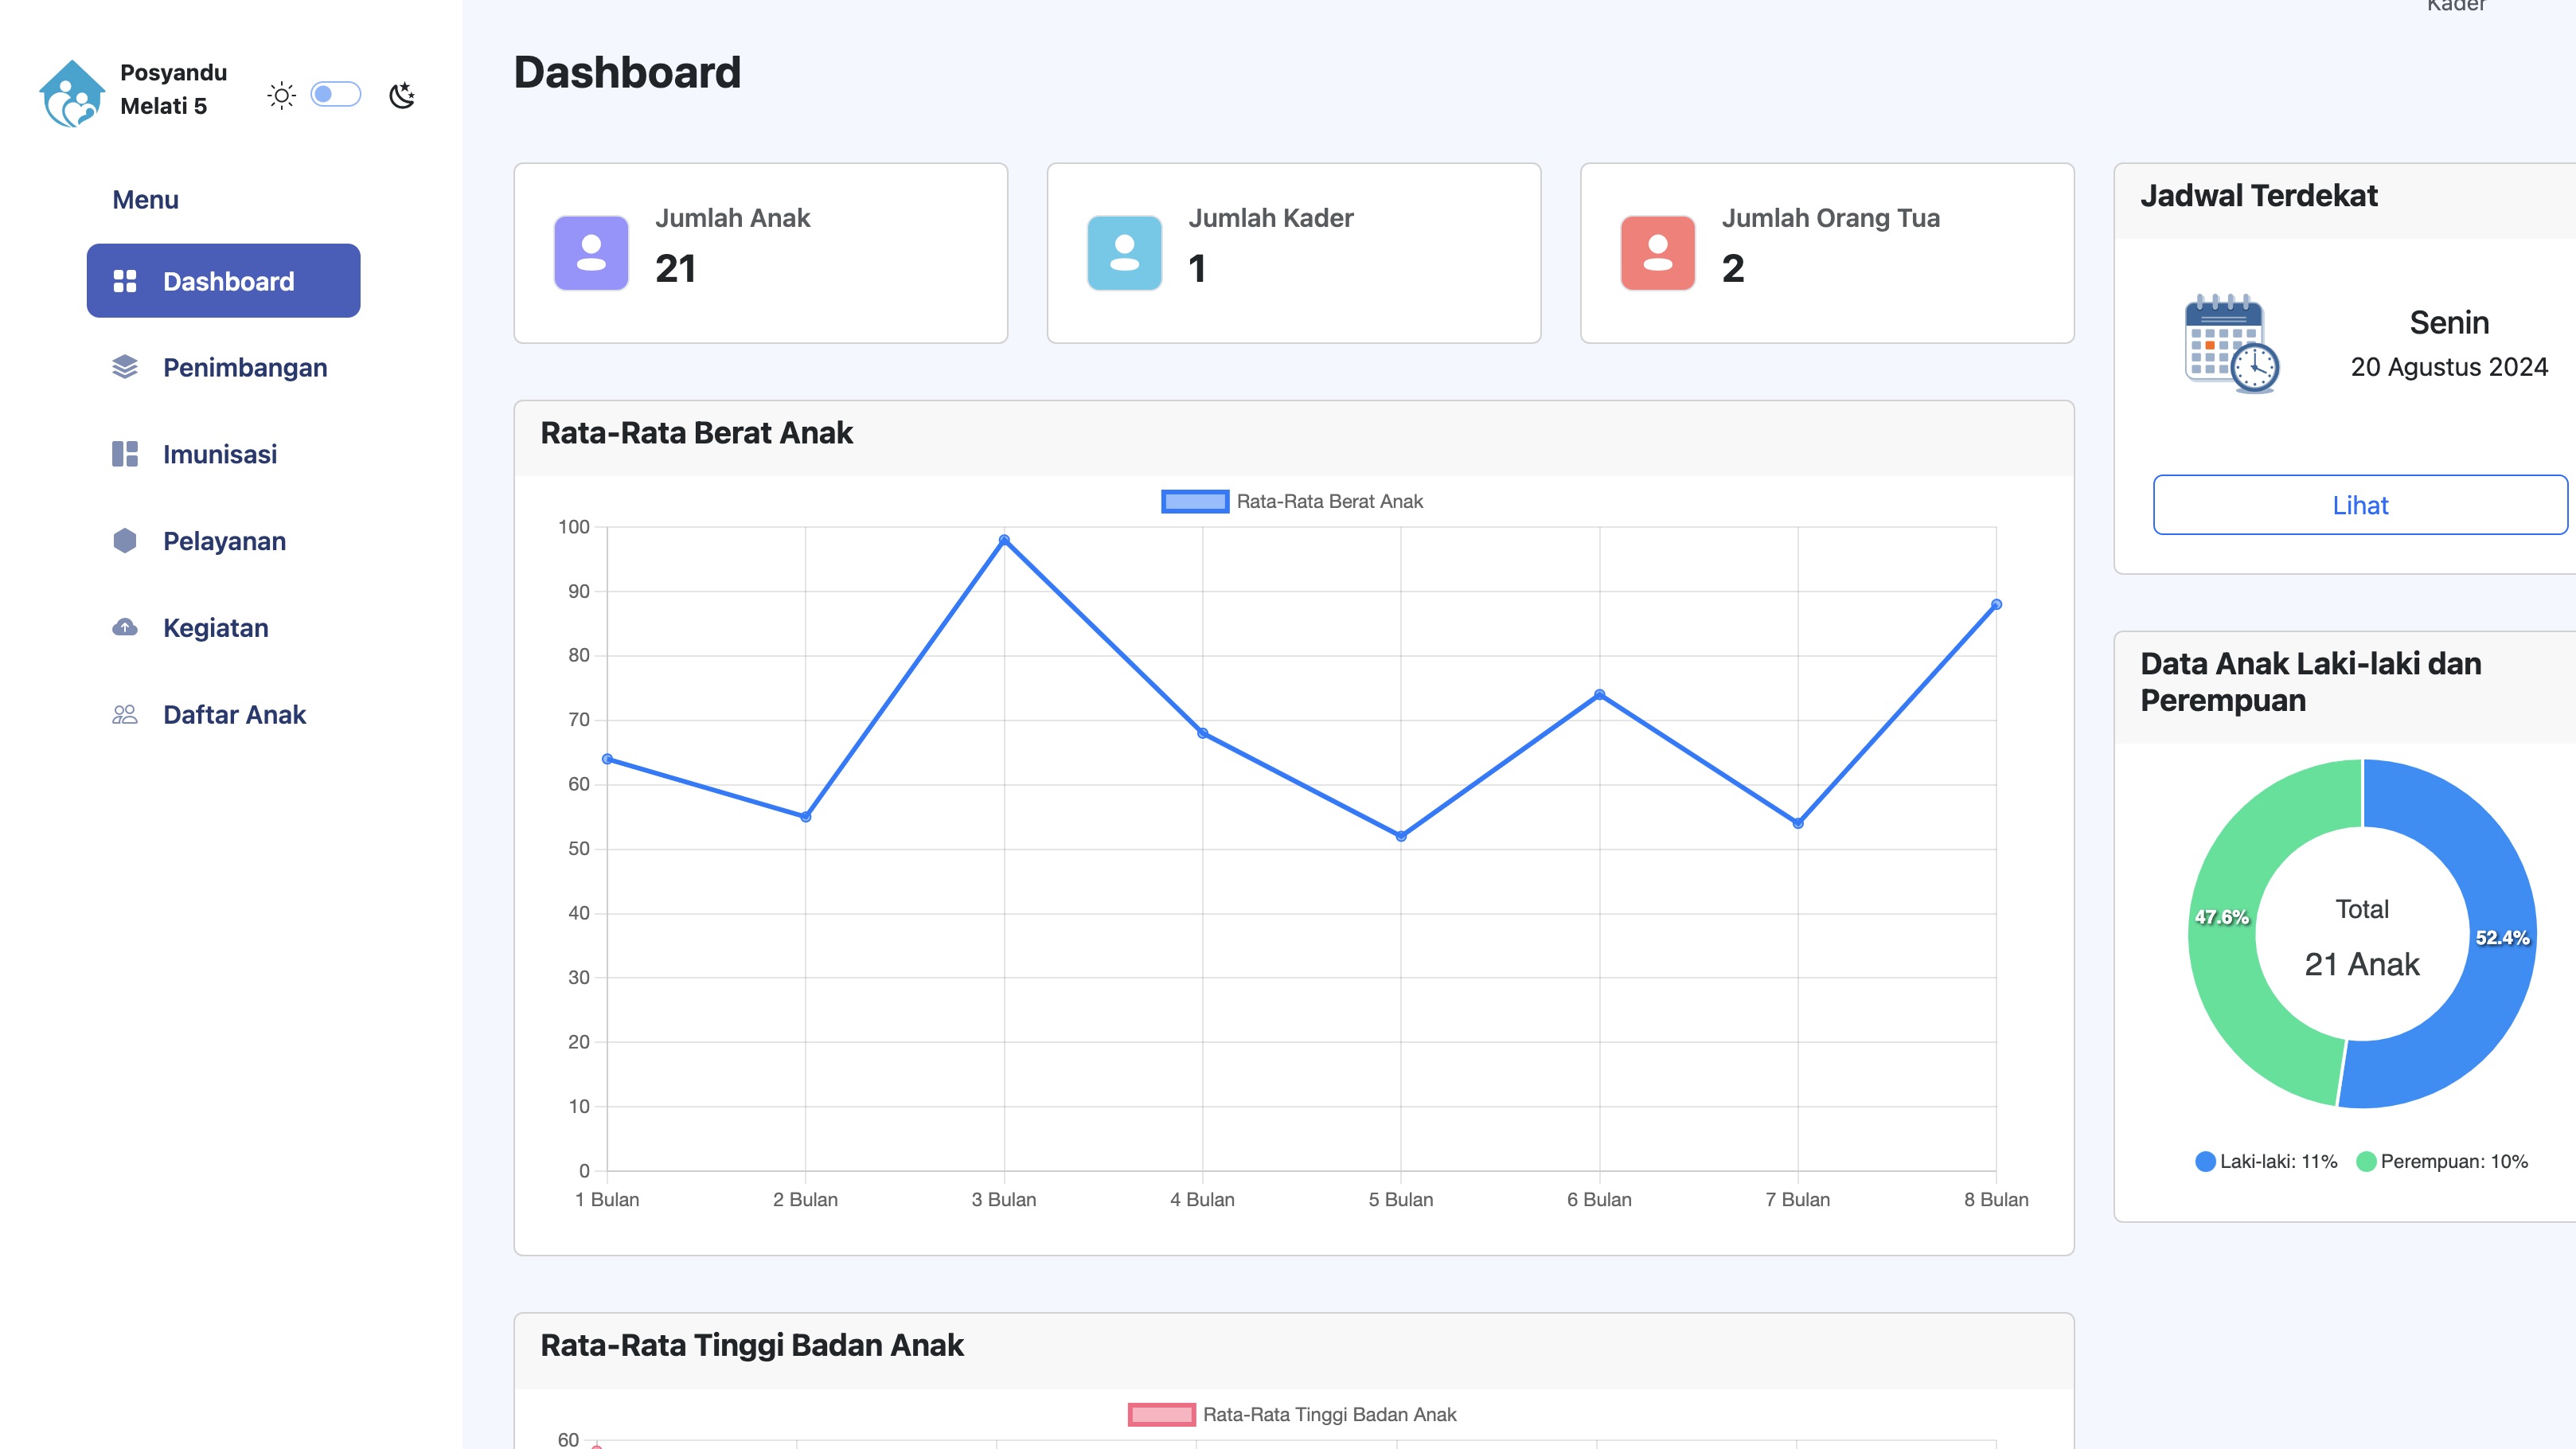 Kader
Posyandu
Melati 5
Menu
Dashboard
Penimbangan
Imunisasi
Pelayanan
Kegiatan
Daftar Anak
Dashboard
Jumlah Anak
21
Jumlah Kader
1
Jumlah Orang Tua
2
Rata-Rata Berat Anak
Rata-Rata Berat Anak
100
90
80
70
60
50
40
30
20
10
0
1 Bulan 2 Bulan 3 Bulan 4 Bulan 5 Bulan 6 Bulan 7 Bulan 8 Bulan
Rata-Rata Tinggi Badan Anak
Rata-Rata Tinggi Badan Anak
60
Jadwal Terdekat
Senin
20 Agustus 2024
Lihat
Data Anak Laki-laki dan
Perempuan
47.6%
52.4%
Total
21 Anak
Laki-laki: 11% Perempuan: 10%